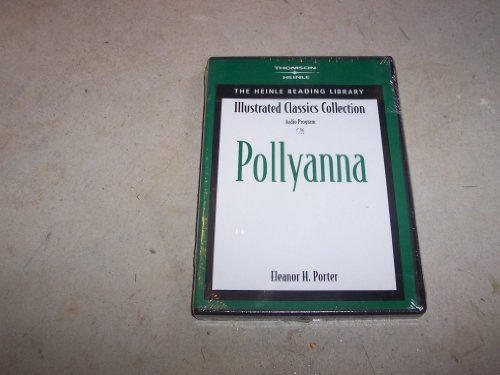 THOMSON
HEINLE
THE HEINLE READING LIBRARY
Illustrated Classics Collection
Audio Program
Pollyanna
Eleanor H. Porter